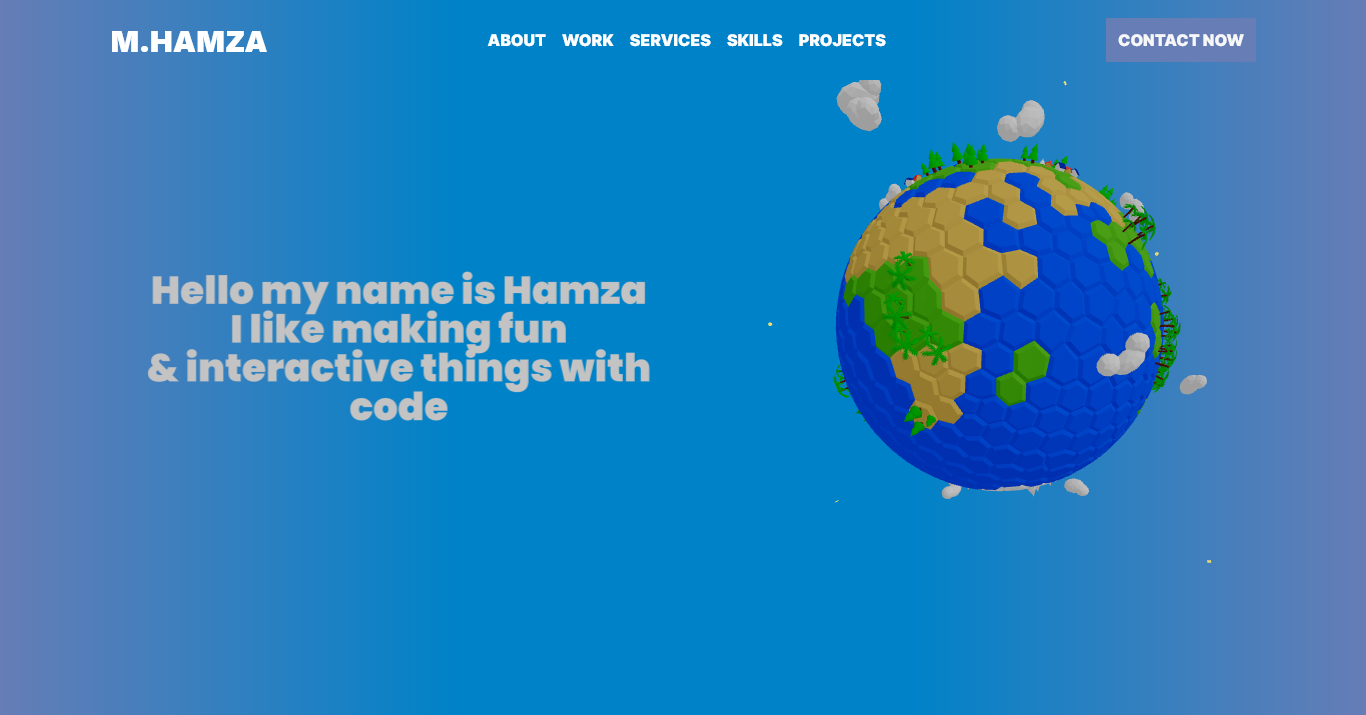 M.HAMZA
ABOUT WORK SERVICES SKILLS PROJECTS
CONTACT NOW
Hello my name is Hamza
I like making fun
& interactive things with
code